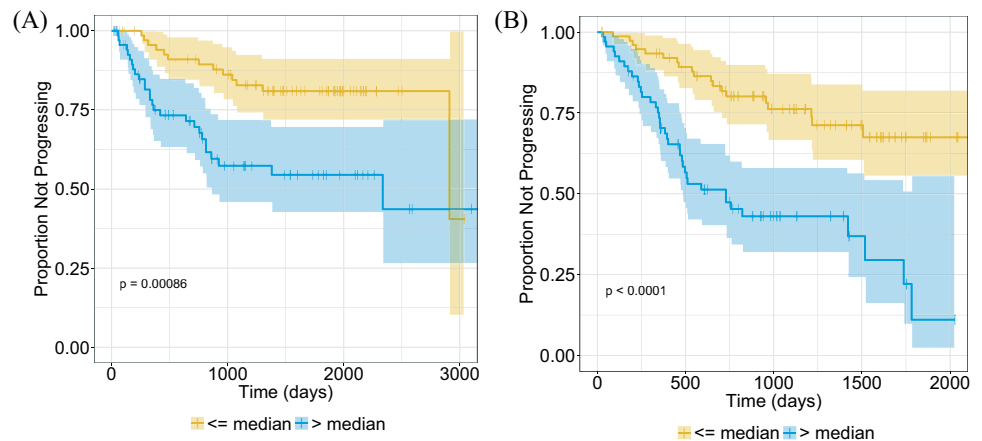 (A)
Proportion Not Progressing
1.00
0.75
0.50
0.25
0.00
p = 0.00086
0 1000 2000 3000
Time (days)
<= median > median
(B)
Proportion Not Progressing
1.00
0.75
0.50
0.25
0.00
p < 0.0001
0 500 1000 1500 2000
Time (days)
<= median > median